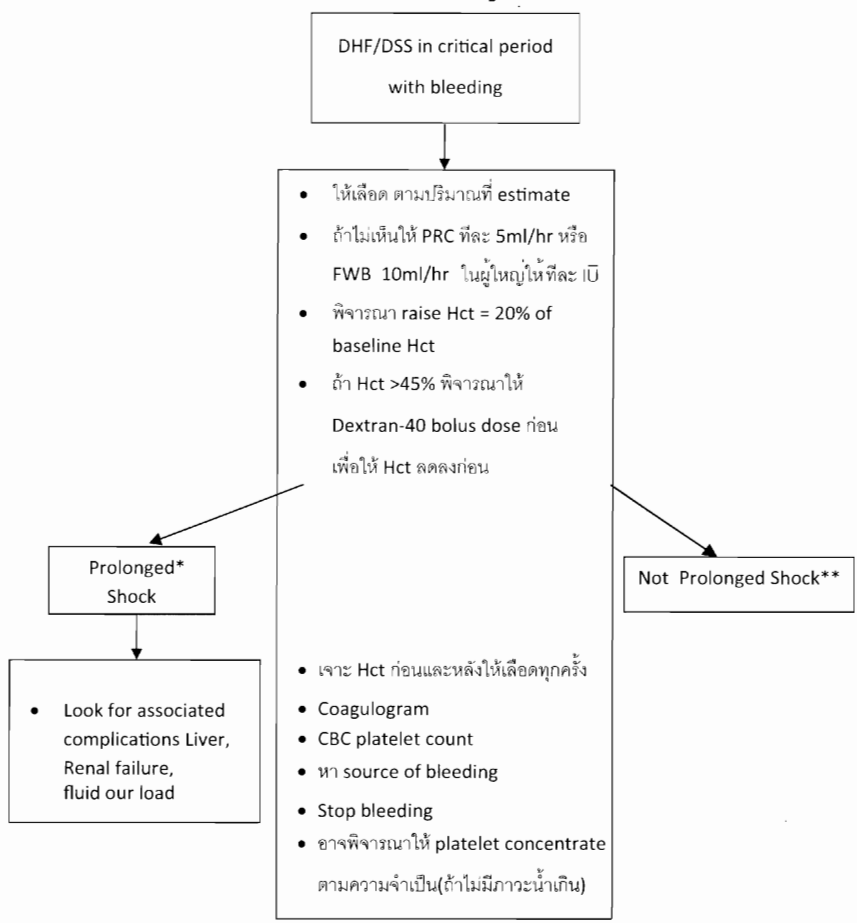 DHF/DSS in critical period
with bleeding
• ให้เลือด ตามปริมาณที่ estimate
• ถ้าไม่เห็นให้ PRC ทีละ 5ml/hr หรือ
FWB 10ml/hr ในผู้ใหญ่ให้ทีละ
• พิจารณา raise Hct = 20% of
baseline Hct
• ถ้า Hct >45% พิจารณาให้
Dextran-40 bolus dose ก่อน
เพื่อให้ Hct ลดลงก่อน
Prolonged*
Shock
Not Prolonged Shock**
• Look for associated
complications Liver,
Renal failure,
fluid our load
• เจาะ Hct ก่อนและหลังให้เลือดทุกครั้ง
• Coagulogram
• CBC platelet count
• หา source of bleeding
• Stop bleeding
• อาจพิจารณาให้ platelet concentrate
ตามความจำเป็น(ถ้าไม่มีภาวะน้ำเกิน)